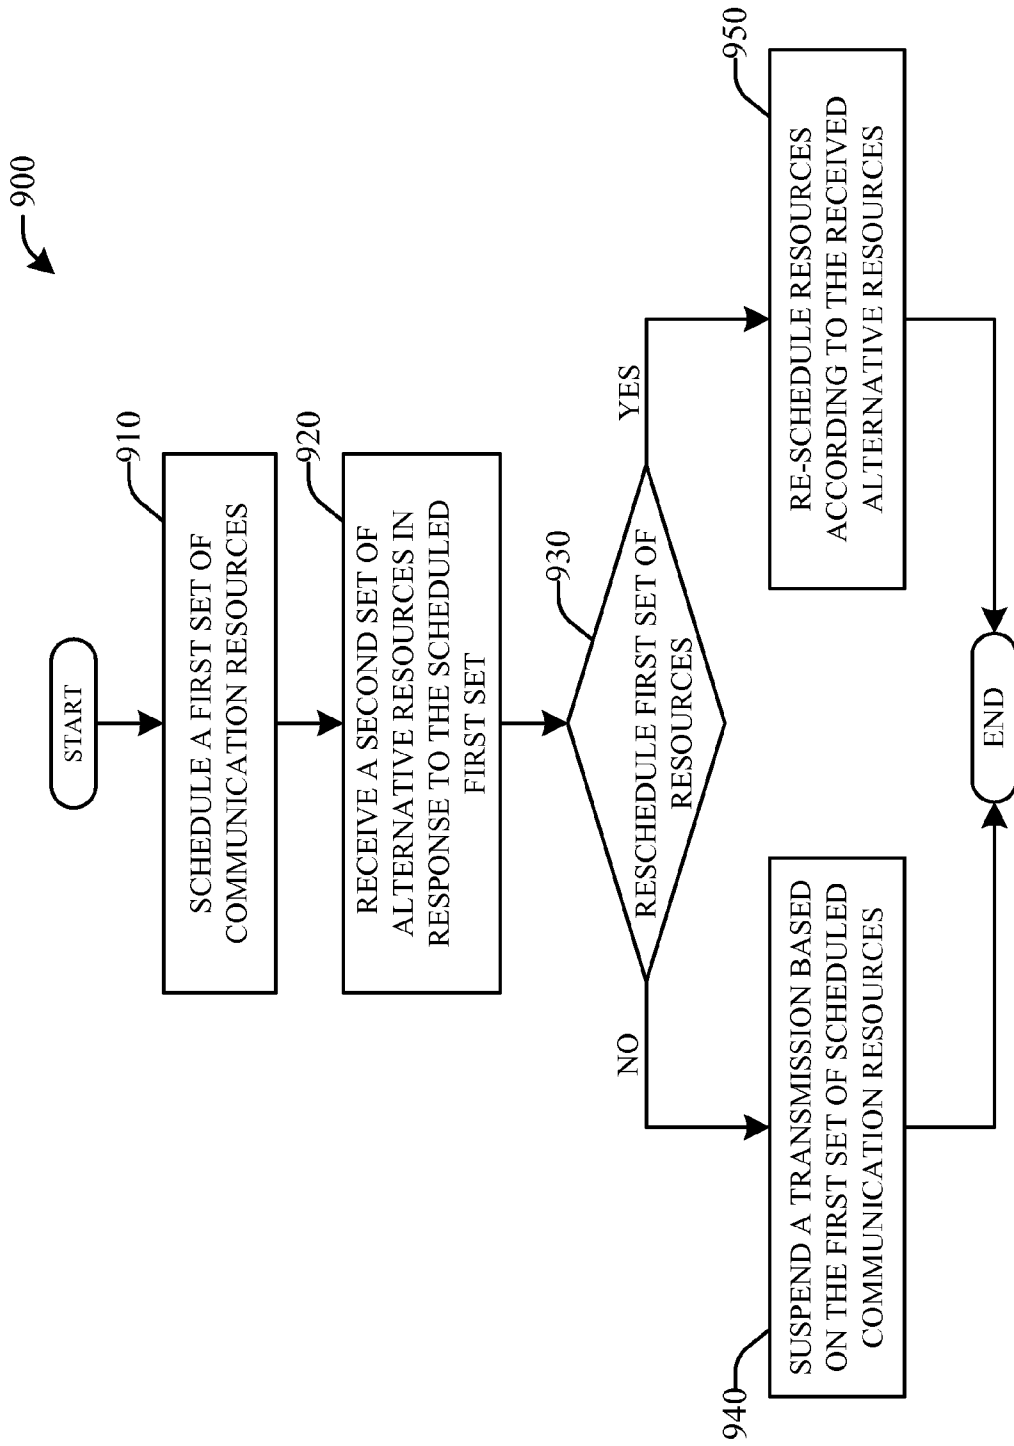 900
START
910
SCHEDULE A FIRST SET OF
COMMUNICATION RESOURCES
920
RECEIVE A SECOND SET OF
ALTERNATIVE RESOURCES IN
RESPONSE TO THE SCHEDULED
FIRST SET
930
RESCHEDULE FIRST SET OF
RESOURCES
NO
YES
940
SUSPEND A TRANSMISSION BASED
ON THE FIRST SET OF SCHEDULED
COMMUNICATION RESOURCES
950
RE-SCHEDULE RESOURCES
ACCORDING TO THE RECEIVED
ALTERNATIVE RESOURCES
END